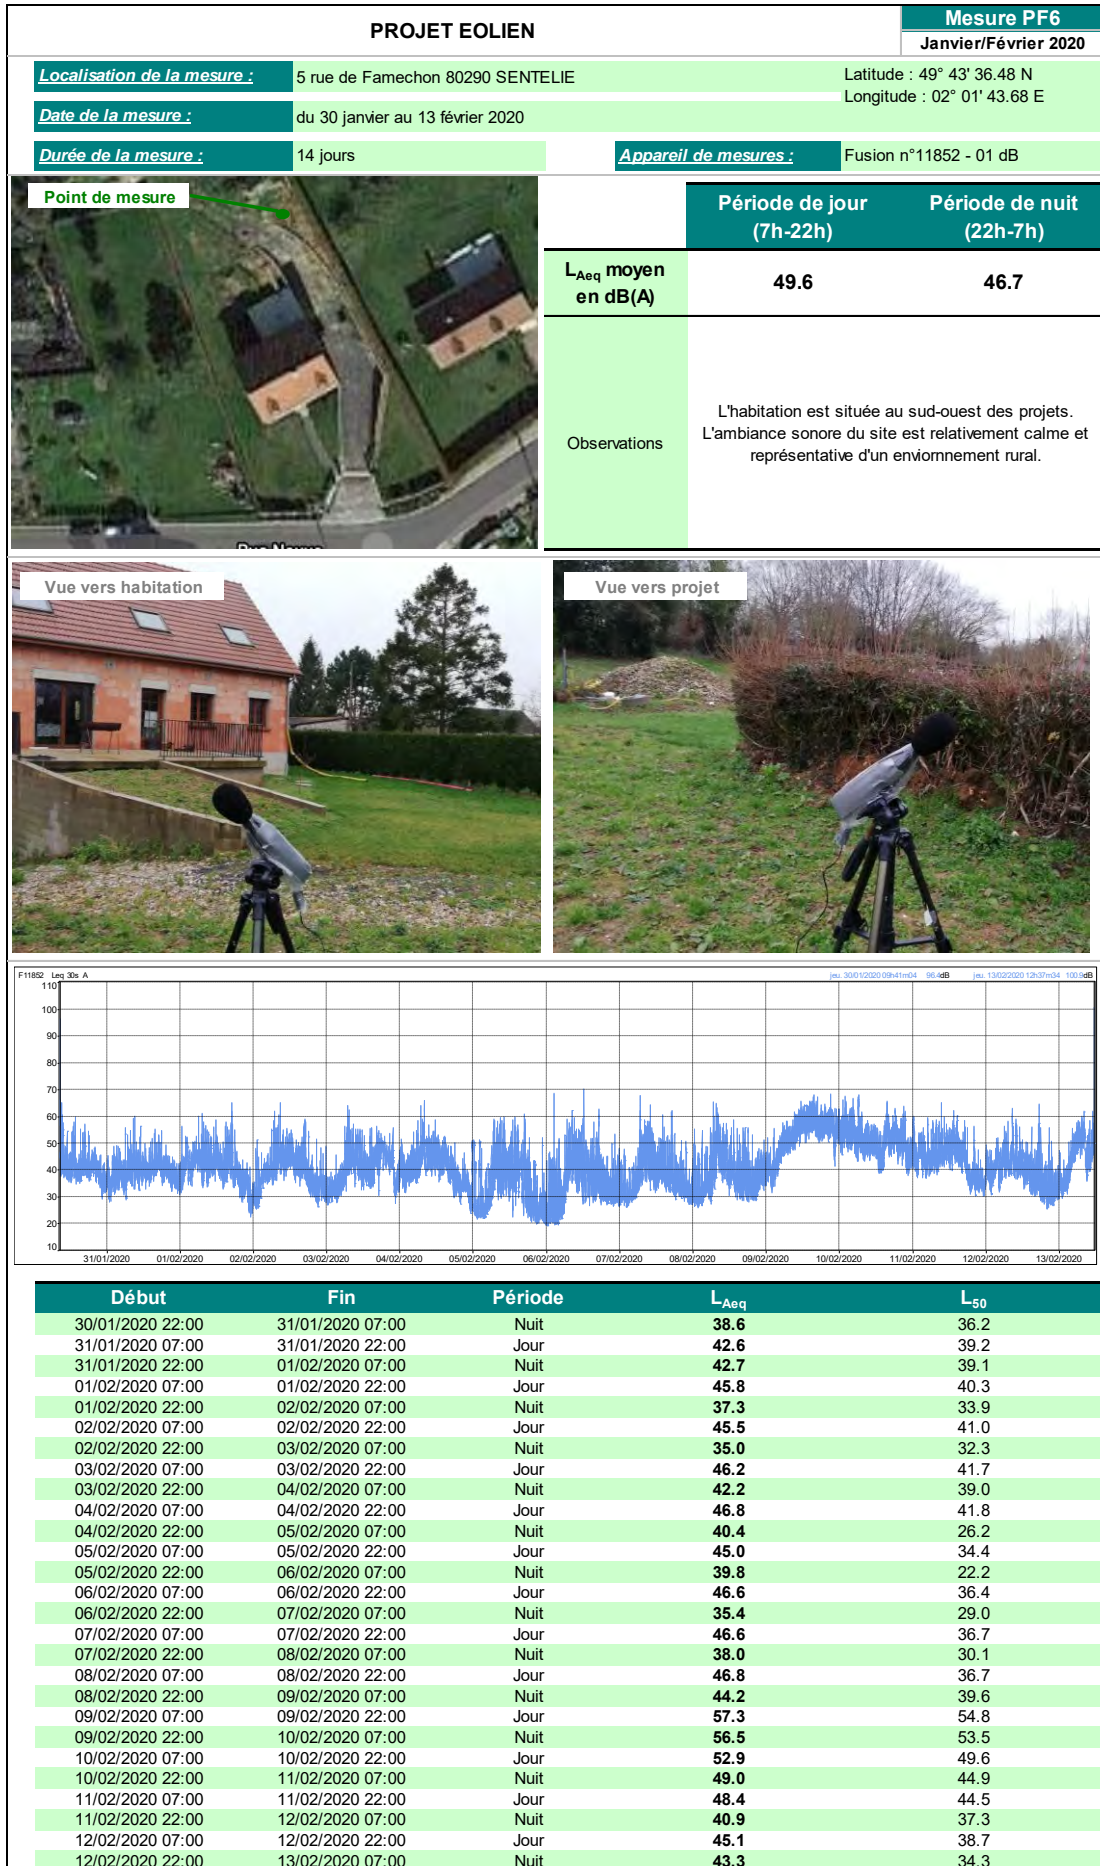 PROJET EOLIEN
Mesure PF6
Janvier/Février 2020
Localisation de la mesure :
5 rue de Famechon 80290 SENTELIE
Latitude : 49° 43' 36.48 N
Longitude : 02° 01' 43.68 E
Date de la mesure :
du 30 janvier au 13 février 2020
Durée de la mesure :
14 jours
Appareil de mesures :
Fusion n°11852 - 01 dB
Point de mesure
Période de jour
(7h-22h)
Période de nuit
(22h-7h)
LAeq moyen
en dB(A)
49.6
46.7
Observations
L'habitation est située au sud-ouest des projets.
L'ambiance sonore du site est relativement calme et
représentative d'un enviornnement rural.
Vue vers habitation
Vue vers projet
F11852 Leq 30s A
jeu. 30/01/2020 09h41m04 96.4dB jeu. 13/02/2020 12h37m34 100.9dB
110
100
90
80
70
60
50
40
30
20
10
31/01/2020 01/02/2020 02/02/2020 03/02/2020 04/02/2020 05/02/2020 06/02/2020 07/02/2020 08/02/2020 09/02/2020 10/02/2020 11/02/2020 12/02/2020 13/02/2020
Début Fin Période LAeq L50
30/01/2020 22:00 31/01/2020 07:00 Nuit 38.6 36.2
31/01/2020 07:00 31/01/2020 22:00 Jour 42.6 39.2
31/01/2020 22:00 01/02/2020 07:00 Nuit 42.7 39.1
01/02/2020 07:00 01/02/2020 22:00 Jour 45.8 40.3
01/02/2020 22:00 02/02/2020 07:00 Nuit 37.3 33.9
02/02/2020 07:00 02/02/2020 22:00 Jour 45.5 41.0
02/02/2020 22:00 03/02/2020 07:00 Nuit 35.0 32.3
03/02/2020 07:00 03/02/2020 22:00 Jour 46.2 41.7
03/02/2020 22:00 04/02/2020 07:00 Nuit 42.2 39.0
04/02/2020 07:00 04/02/2020 22:00 Jour 46.8 41.8
04/02/2020 22:00 05/02/2020 07:00 Nuit 40.4 26.2
05/02/2020 07:00 05/02/2020 22:00 Jour 45.0 34.4
05/02/2020 22:00 06/02/2020 07:00 Nuit 39.8 22.2
06/02/2020 07:00 06/02/2020 22:00 Jour 46.6 36.4
06/02/2020 22:00 07/02/2020 07:00 Nuit 35.4 29.0
07/02/2020 07:00 07/02/2020 22:00 Jour 46.6 36.7
07/02/2020 22:00 08/02/2020 07:00 Nuit 38.0 30.1
08/02/2020 07:00 08/02/2020 22:00 Jour 46.8 36.7
08/02/2020 22:00 09/02/2020 07:00 Nuit 44.2 39.6
09/02/2020 07:00 09/02/2020 22:00 Jour 57.3 54.8
09/02/2020 22:00 10/02/2020 07:00 Nuit 56.5 53.5
10/02/2020 07:00 10/02/2020 22:00 Jour 52.9 49.6
10/02/2020 22:00 11/02/2020 07:00 Nuit 49.0 44.9
11/02/2020 07:00 11/02/2020 22:00 Jour 48.4 44.5
11/02/2020 22:00 12/02/2020 07:00 Nuit 40.9 37.3
12/02/2020 07:00 12/02/2020 22:00 Jour 45.1 38.7
12/02/2020 22:00 13/02/2020 07:00 Nuit 43.3 34.3